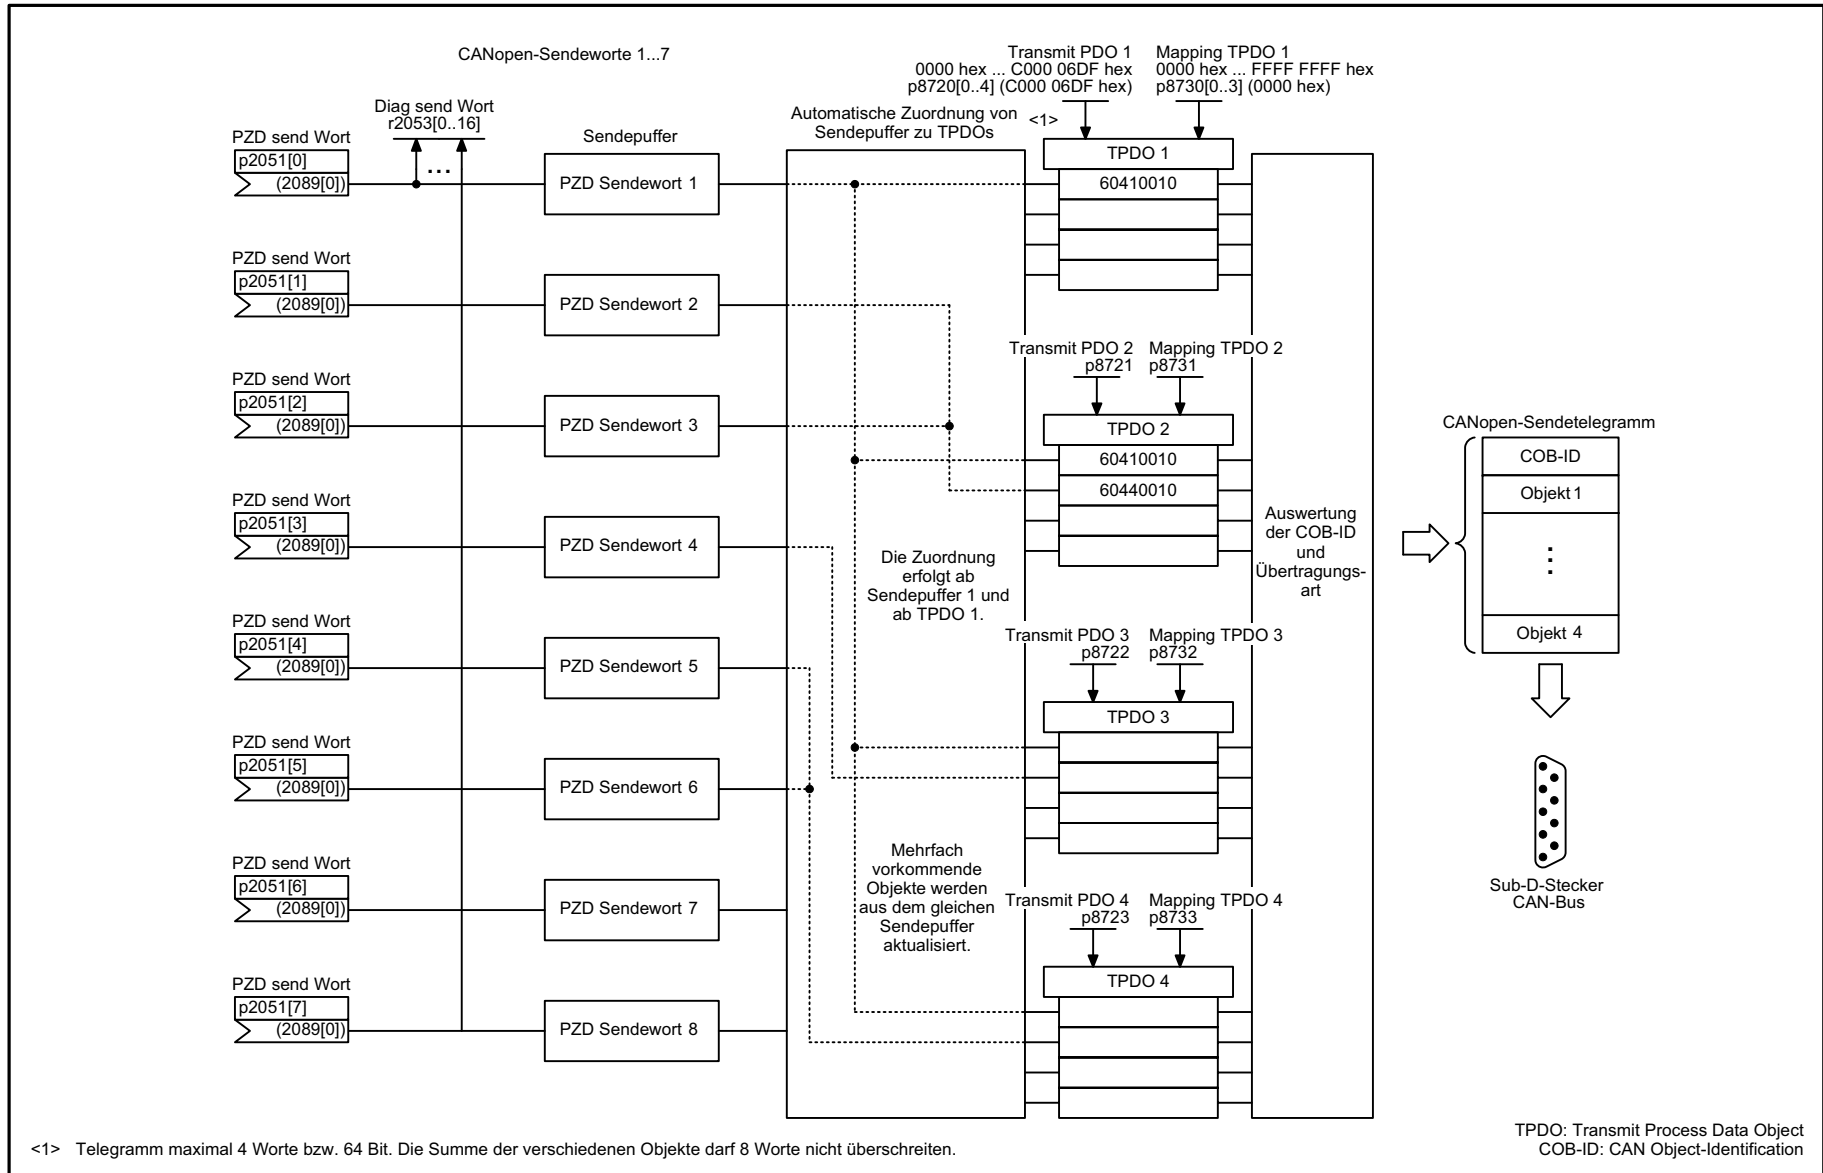 CANopen-Sendeworte 1...7
Transmit PDO 1
0000 hex ... C000 06DF hex
p8720[0..4] (C000 06DF hex)
Mapping TPDO 1
0000 hex ... FFFF FFFF hex
p8730[0..3] (0000 hex)
Diag send Wort
r2053[0..16]
...
Sendepuffer
Automatische Zuordnung von
Sendepuffer zu TPDOs
<1>
PZD send Wort
p2051[0]
(2089[0])
PZD Sendewort 1
TPDO 1
60410010
PZD send Wort
p2051[1]
(2089[0])
PZD Sendewort 2
Transmit PDO 2
p8721
Mapping TPDO 2
p8731
PZD send Wort
p2051[2]
(2089[0])
PZD Sendewort 3
TPDO 2
60410010
60440010
PZD send Wort
p2051[3]
(2089[0])
PZD Sendewort 4
Die Zuordnung
erfolgt ab
Sendepuffer 1 und
ab TPDO 1.
Auswertung
der COB-ID
und
Übertragungs-
art
CANopen-Sendetelegramm
COB-ID
Objekt 1
...
Objekt 4
PZD send Wort
p2051[4]
(2089[0])
PZD Sendewort 5
Transmit PDO 3
p8722
Mapping TPDO 3
p8732
TPDO 3
PZD send Wort
p2051[5]
(2089[0])
PZD Sendewort 6
PZD send Wort
p2051[6]
(2089[0])
PZD Sendewort 7
Mehrfach
vorkommende
Objekte werden
aus dem gleichen
Sendepuffer
aktualisiert.
Transmit PDO 4
p8723
Mapping TPDO 4
p8733
Sub-D-Stecker
CAN-Bus
PZD send Wort
p2051[7]
(2089[0])
PZD Sendewort 8
TPDO 4
<1> Telegramm maximal 4 Worte bzw. 64 Bit. Die Summe der verschiedenen Objekte darf 8 Worte nicht überschreiten.
TPDO: Transmit Process Data Object
COB-ID: CAN Object-Identification